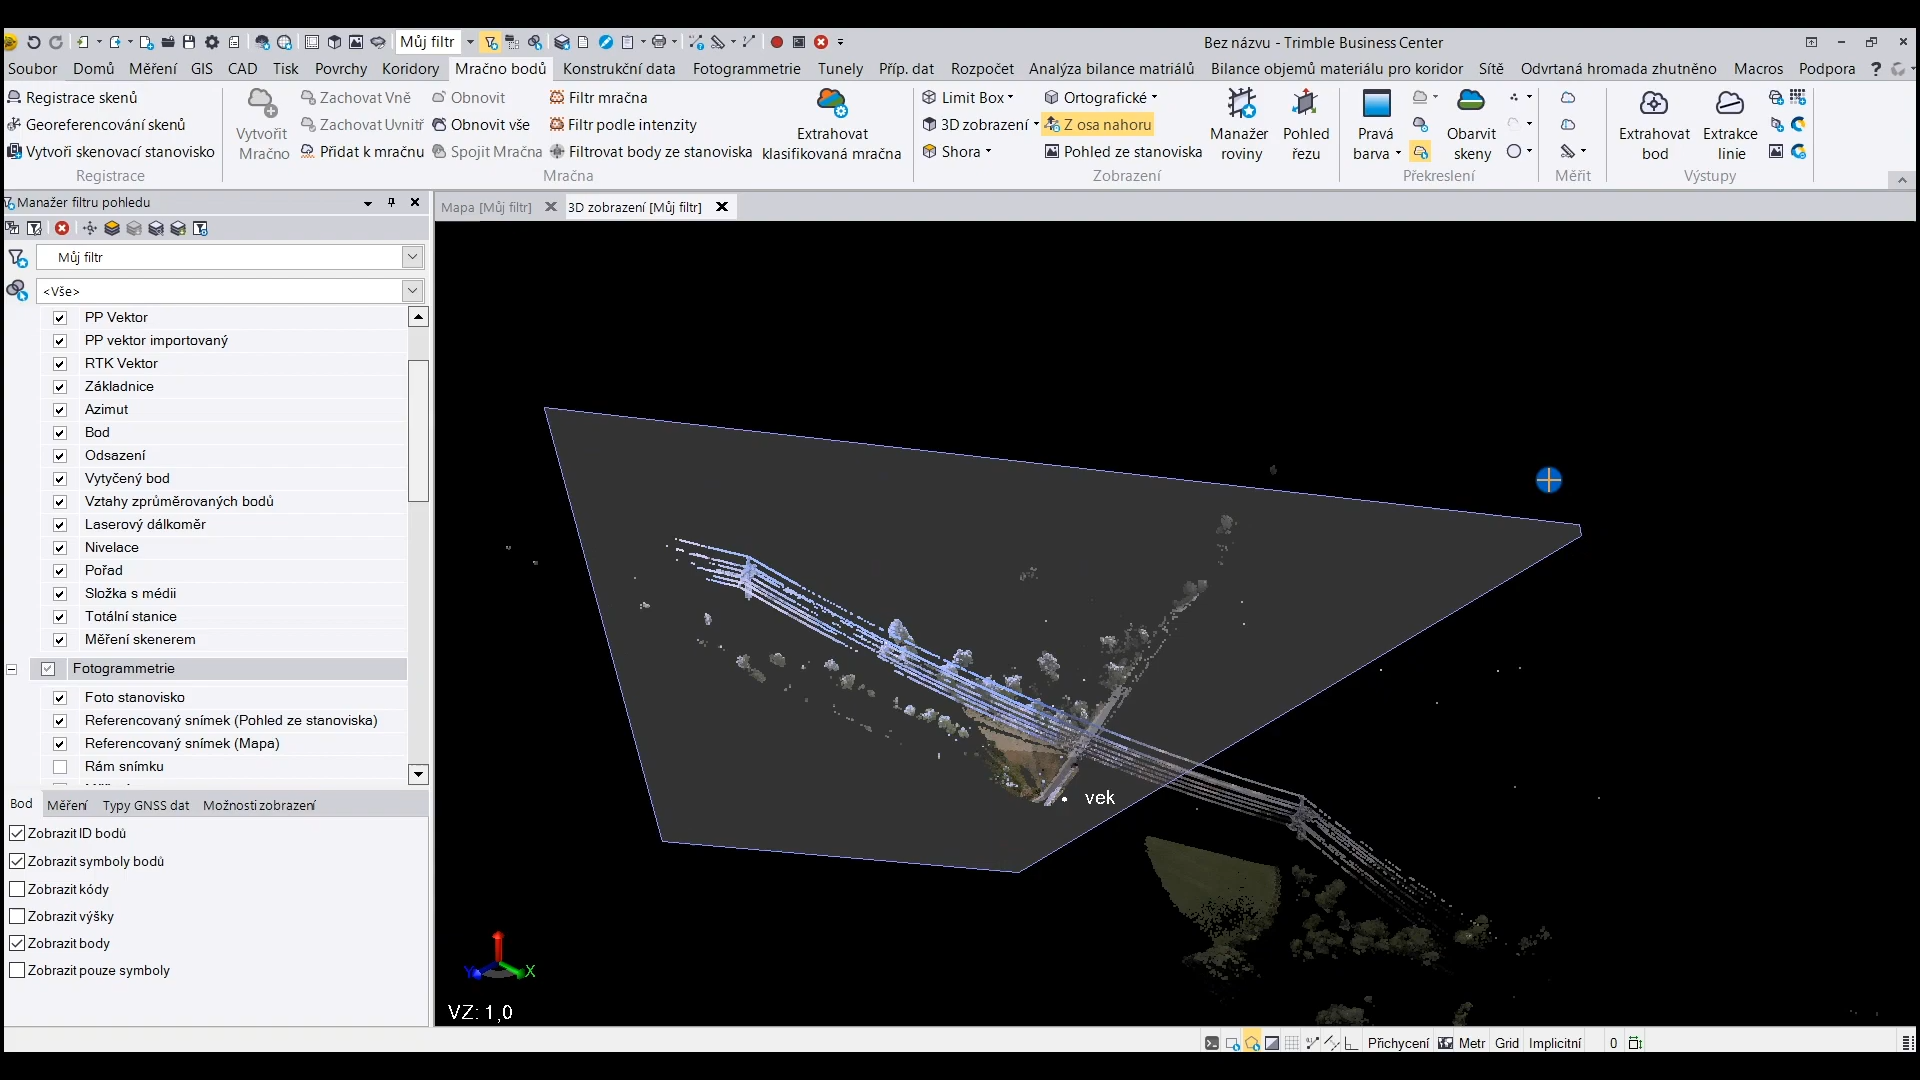 Můj filtr
Bez názvu - Trimble Business Center
Soubor Domů Měření GIS CAD Tisk Povrchy Koridory Mračno bodů Konstrukční data Fotogrammetrie Tunely Příp. dat Rozpočet Analýza bilance matriálů Bilance objemů materiálu pro koridor Sítě Odvrtaná hromada zhutněno Macros Podpora ?
Registrace skenů
Georeferencování skenů
Vytvoři skenovací stanovisko
Registrace
Vytvořit
Mračno
Zachovat Vně
Zachovat Uvnitř
Přidat k mračnu
Obnovit
Obnovit vše
Spojit Mračna
Filtr mračna
Filtr podle intenzity
Filtrovat body ze stanoviska
Extrahovat
klasifikovaná mračna
Mračna
Limit Box
3D zobrazení
Shora
Ortografické
Z osa nahoru
Pohled ze stanoviska
Manažer
roviny
Pohled
řezu
Zobrazení
Pravá
barva
Obarvit
skeny
Překreslení
Měřit
Extrahovat
bod
Extrakce
linie
Výstupy
Manažer filtru pohledu
Mapa [Můj filtr]
3D zobrazení [Můj filtr]
Můj filtr
<Vše>
PP Vektor
PP vektor importovaný
RTK Vektor
Základnice
Azimut
Bod
Odsazení
Vytyčený bod
Vztahy zprůměrovaných bodů
Laserový dálkoměr
Nivelace
Pořad
Složka s médii
Totální stanice
Měření skenerem
Fotogrammetrie
Foto stanovisko
Referencovaný snímek (Pohled ze stanoviska)
Referencovaný snímek (Mapa)
Rám snímku
Bod Měření Typy GNSS dat Možnosti zobrazení
Zobrazit ID bodů
Zobrazit symboly bodů
Zobrazit kódy
Zobrazit výšky
Zobrazit body
Zobrazit pouze symboly
vek
Y X
VZ: 1,0
Přichycení Metr Grid Implicitní 0